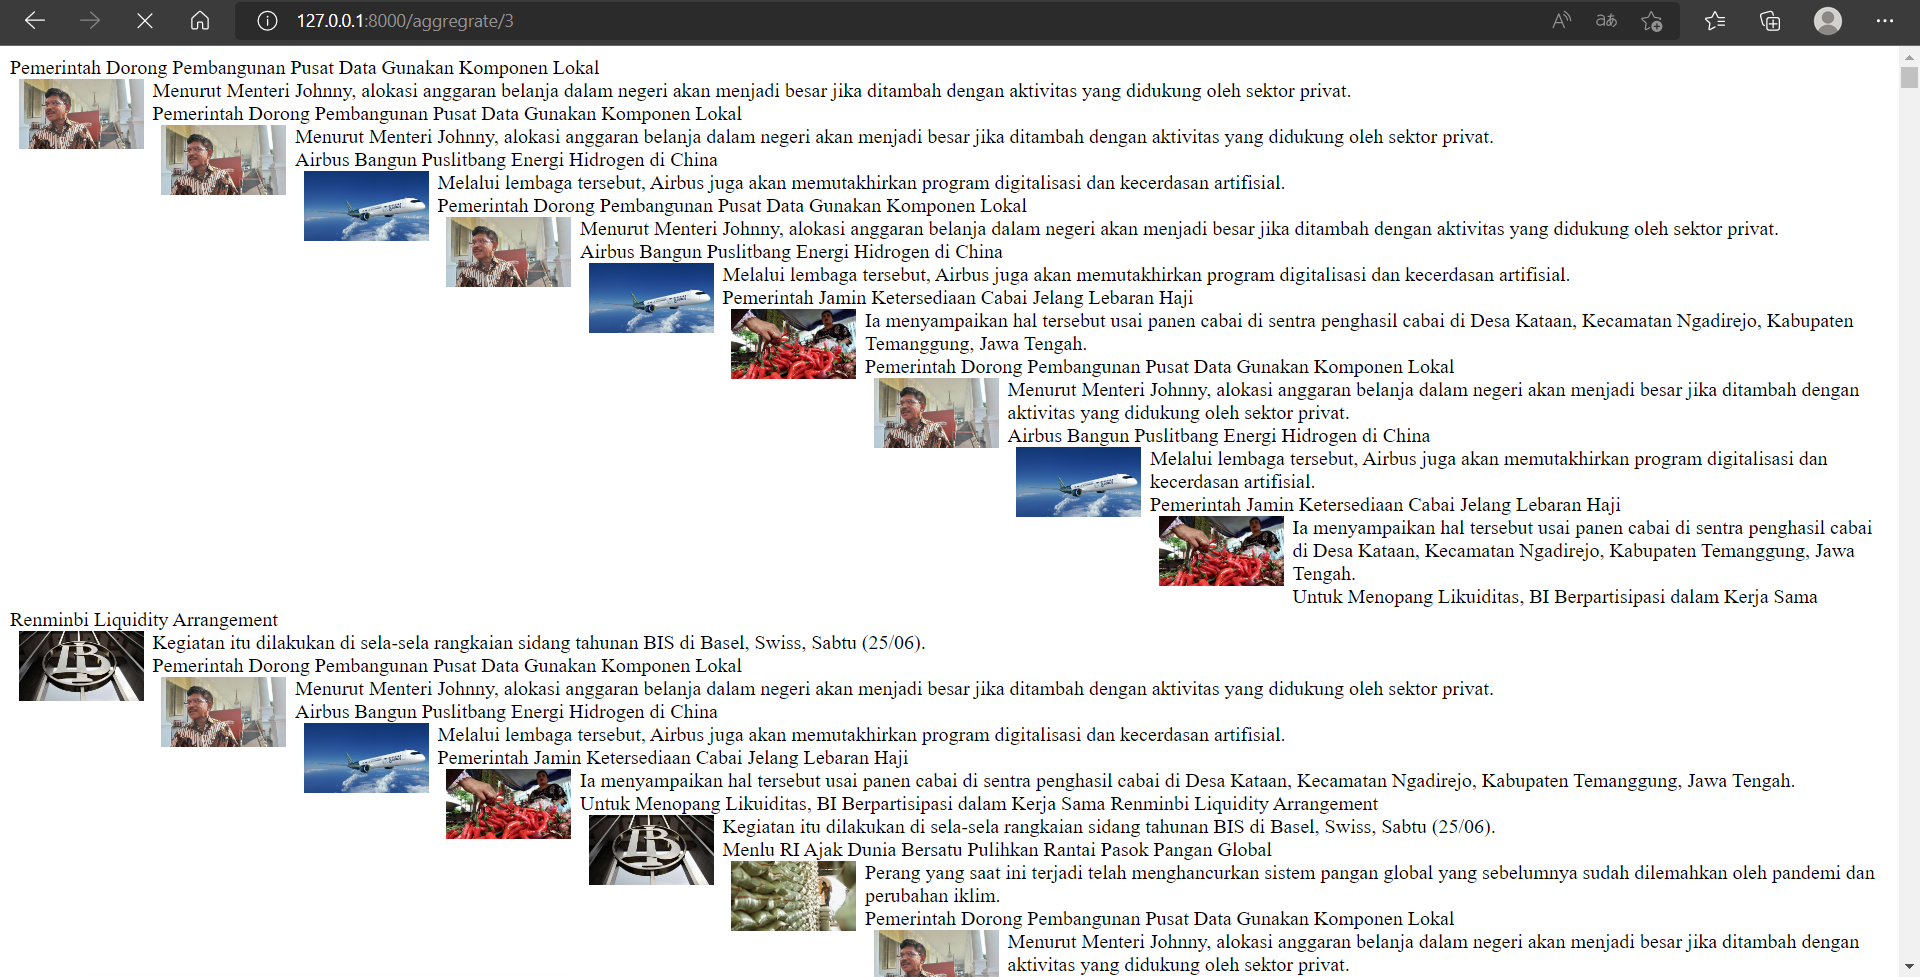 127.0.0.1:8000/aggregrate/3
Pemerintah Dorong Pembangunan Pusat Data Gunakan Komponen Lokal
Menurut Menteri Johnny, alokasi anggaran belanja dalam negeri akan menjadi besar jika ditambah dengan aktivitas yang didukung oleh sektor privat.
Pemerintah Dorong Pembangunan Pusat Data Gunakan Komponen Lokal
Menurut Menteri Johnny, alokasi anggaran belanja dalam negeri akan menjadi besar jika ditambah dengan aktivitas yang didukung oleh sektor privat.
Airbus Bangun Puslitbang Energi Hidrogen di China
Melalui lembaga tersebut, Airbus juga akan memutakhirkan program digitalisasi dan kecerdasan artifisial.
Pemerintah Dorong Pembangunan Pusat Data Gunakan Komponen Lokal
Menurut Menteri Johnny, alokasi anggaran belanja dalam negeri akan menjadi besar jika ditambah dengan aktivitas yang didukung oleh sektor privat.
Airbus Bangun Puslitbang Energi Hidrogen di China
Melalui lembaga tersebut, Airbus juga akan memutakhirkan program digitalisasi dan kecerdasan artifisial.
Pemerintah Jamin Ketersediaan Cabai Jelang Lebaran Haji
Ia menyampaikan hal tersebut usai panen cabai di sentra penghasil cabai di Desa Kataan, Kecamatan Ngadirejo, Kabupaten
Temanggung, Jawa Tengah.
Pemerintah Dorong Pembangunan Pusat Data Gunakan Komponen Lokal
Menurut Menteri Johnny, alokasi anggaran belanja dalam negeri akan menjadi besar jika ditambah dengan
aktivitas yang didukung oleh sektor privat.
Airbus Bangun Puslitbang Energi Hidrogen di China
Melalui lembaga tersebut, Airbus juga akan memutakhirkan program digitalisasi dan
kecerdasan artifisial.
Pemerintah Jamin Ketersediaan Cabai Jelang Lebaran Haji
Ia menyampaikan hal tersebut usai panen cabai di sentra penghasil cabai
di Desa Kataan, Kecamatan Ngadirejo, Kabupaten Temanggung, Jawa
Tengah.
Untuk Menopang Likuiditas, BI Berpartisipasi dalam Kerja Sama
Renminbi Liquidity Arrangement
Kegiatan itu dilakukan di sela-sela rangkaian sidang tahunan BIS di Basel, Swiss, Sabtu (25/06).
Pemerintah Dorong Pembangunan Pusat Data Gunakan Komponen Lokal
Menurut Menteri Johnny, alokasi anggaran belanja dalam negeri akan menjadi besar jika ditambah dengan aktivitas yang didukung oleh sektor privat.
Airbus Bangun Puslitbang Energi Hidrogen di China
Melalui lembaga tersebut, Airbus juga akan memutakhirkan program digitalisasi dan kecerdasan artifisial.
Pemerintah Jamin Ketersediaan Cabai Jelang Lebaran Haji
Ia menyampaikan hal tersebut usai panen cabai di sentra penghasil cabai di Desa Kataan, Kecamatan Ngadirejo, Kabupaten Temanggung, Jawa Tengah.
Untuk Menopang Likuiditas, BI Berpartisipasi dalam Kerja Sama Renminbi Liquidity Arrangement
Kegiatan itu dilakukan di sela-sela rangkaian sidang tahunan BIS di Basel, Swiss, Sabtu (25/06).
Menlu RI Ajak Dunia Bersatu Pulihkan Rantai Pasok Pangan Global
Perang yang saat ini terjadi telah menghancurkan sistem pangan global yang sebelumnya sudah dilemahkan oleh pandemi dan
perubahan iklim.
Pemerintah Dorong Pembangunan Pusat Data Gunakan Komponen Lokal
Menurut Menteri Johnny, alokasi anggaran belanja dalam negeri akan menjadi besar jika ditambah dengan
aktivitas yang didukung oleh sektor privat.